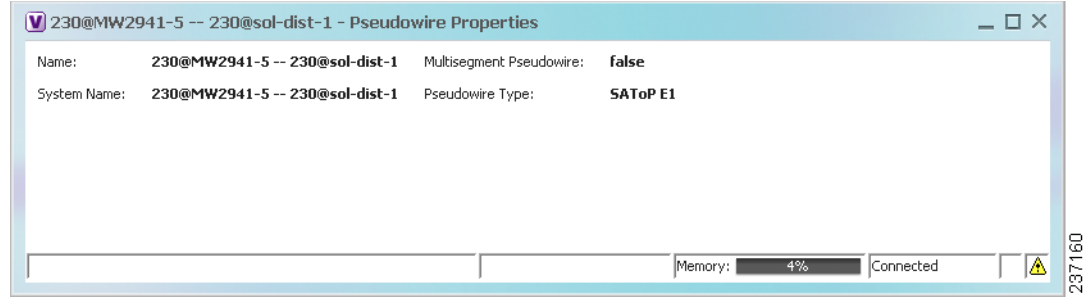 V 230@MW2941-5 -- 230@sol-dist-1 - Pseudowire Properties
Name: 230@MW2941-5 -- 230@sol-dist-1 Multisegment Pseudowire: false
System Name: 230@MW2941-5 -- 230@sol-dist-1 Pseudowire Type: SAToP E1
Memory: 4% Connected
237160